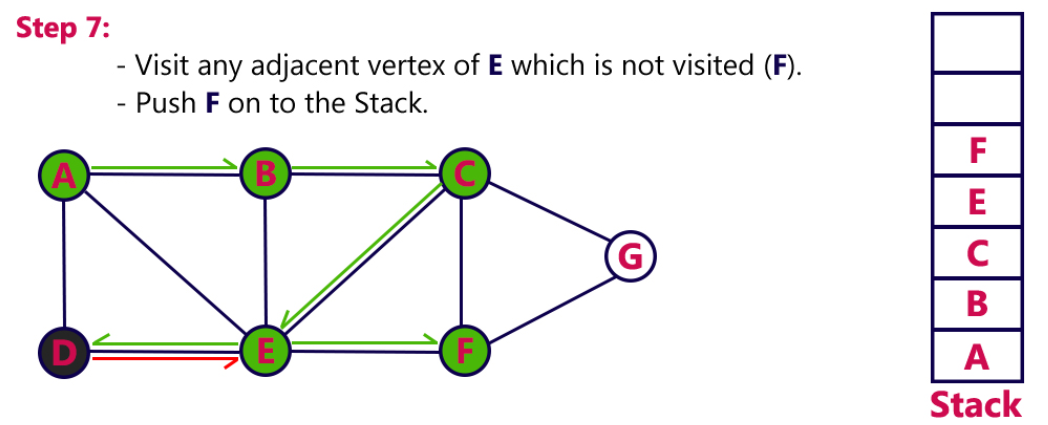 Step 7:
- Visit any adjacent vertex of E which is not visited (F).
- Push F on to the Stack.
A
B
C
G
D
E
F
F
E
C
B
A
Stack